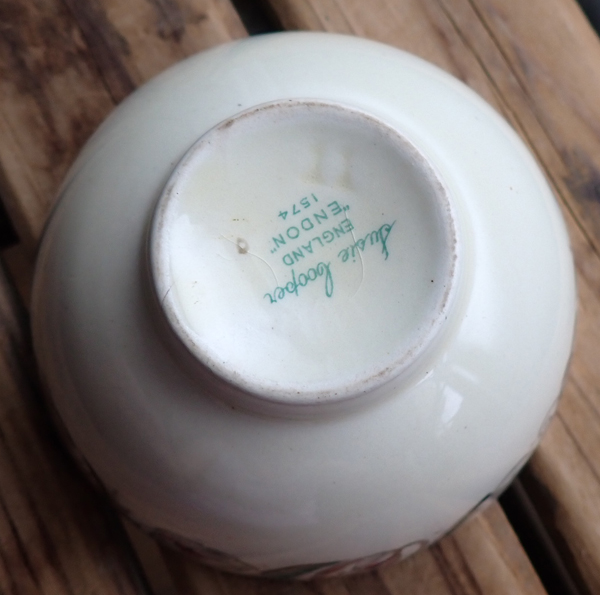 Susie Cooper
ENGLAND
"ENDON"
1574